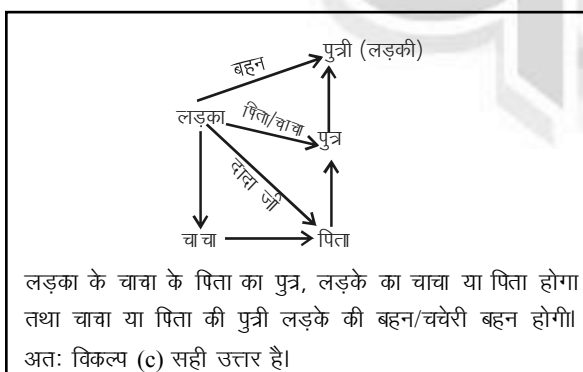 पुत्री (लड़की)
बहन
लड़का
पिता/चाचा
पुत्र
दादा जी
चाचा
पिता
लड़का के चाचा के पिता का पुत्र, लड़के का चाचा या पिता होगा
तथा चाचा या पिता की पुत्री लड़के की बहन/चचेरी बहन होगी।
अतः विकल्प (c) सही उत्तर है।